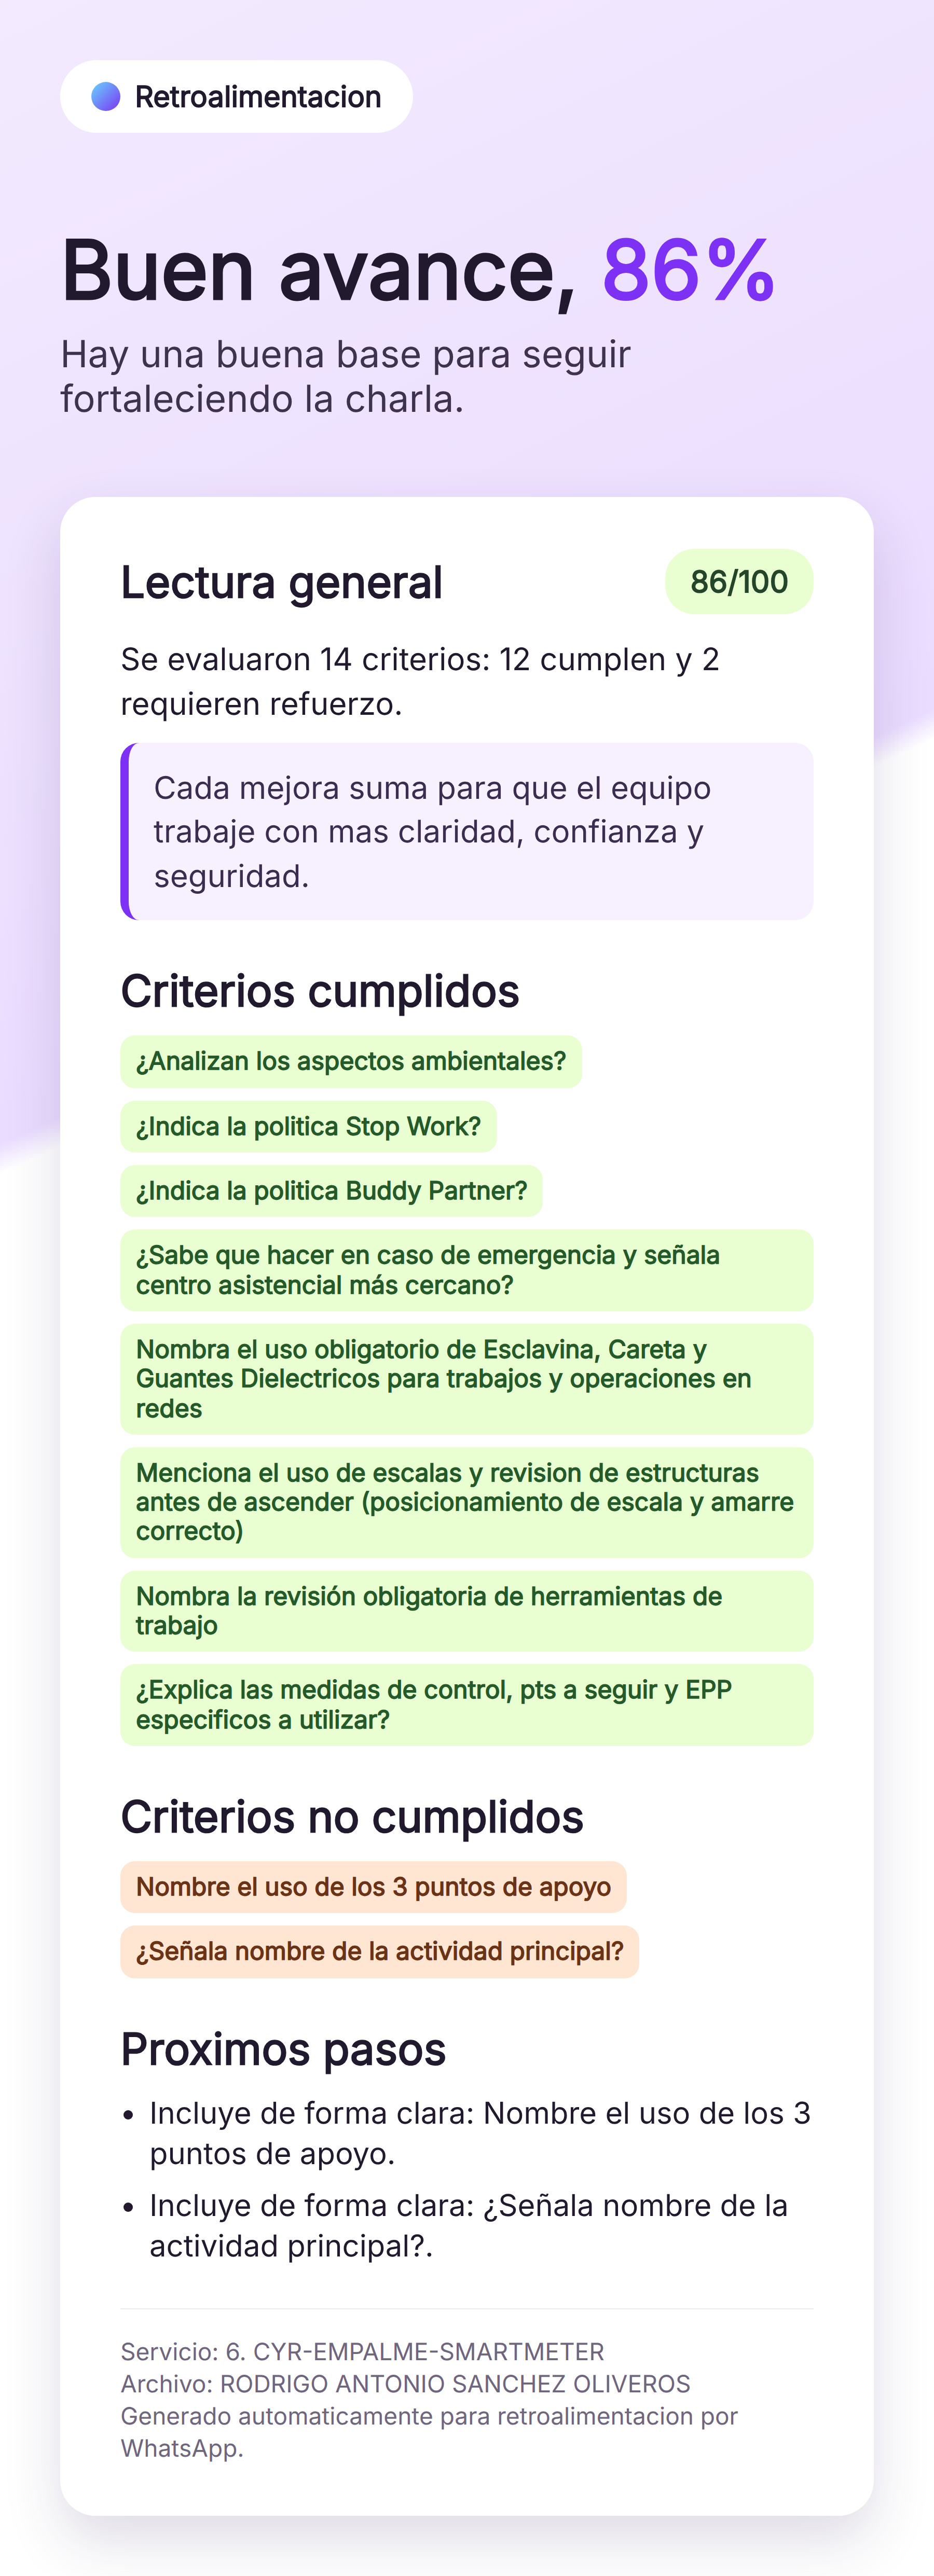 Retroalimentacion
Buen avance, 86%
Hay una buena base para seguir
fortaleciendo la charla.
Lectura general
86/100
Se evaluaron 14 criterios: 12 cumplen y 2
requieren refuerzo.
Cada mejora suma para que el equipo
trabaje con mas claridad, confianza y
seguridad.
Criterios cumplidos
¿Analizan los aspectos ambientales?
¿Indica la politica Stop Work?
¿Indica la politica Buddy Partner?
¿Sabe que hacer en caso de emergencia y señala
centro asistencial más cercano?
Nombra el uso obligatorio de Esclavina, Careta y
Guantes Dielectricos para trabajos y operaciones en
redes
Menciona el uso de escalas y revision de estructuras
antes de ascender (posicionamiento de escala y amarre
correcto)
Nombra la revisión obligatoria de herramientas de
trabajo
¿Explica las medidas de control, pts a seguir y EPP
especificos a utilizar?
Criterios no cumplidos
Nombre el uso de los 3 puntos de apoyo
¿Señala nombre de la actividad principal?
Proximos pasos
• Incluye de forma clara: Nombre el uso de los 3
puntos de apoyo.
• Incluye de forma clara: ¿Señala nombre de la
actividad principal?.
Servicio: 6. CYR-EMPALME-SMARTMETER
Archivo: RODRIGO ANTONIO SANCHEZ OLIVEROS
Generado automaticamente para retroalimentacion por
WhatsApp.